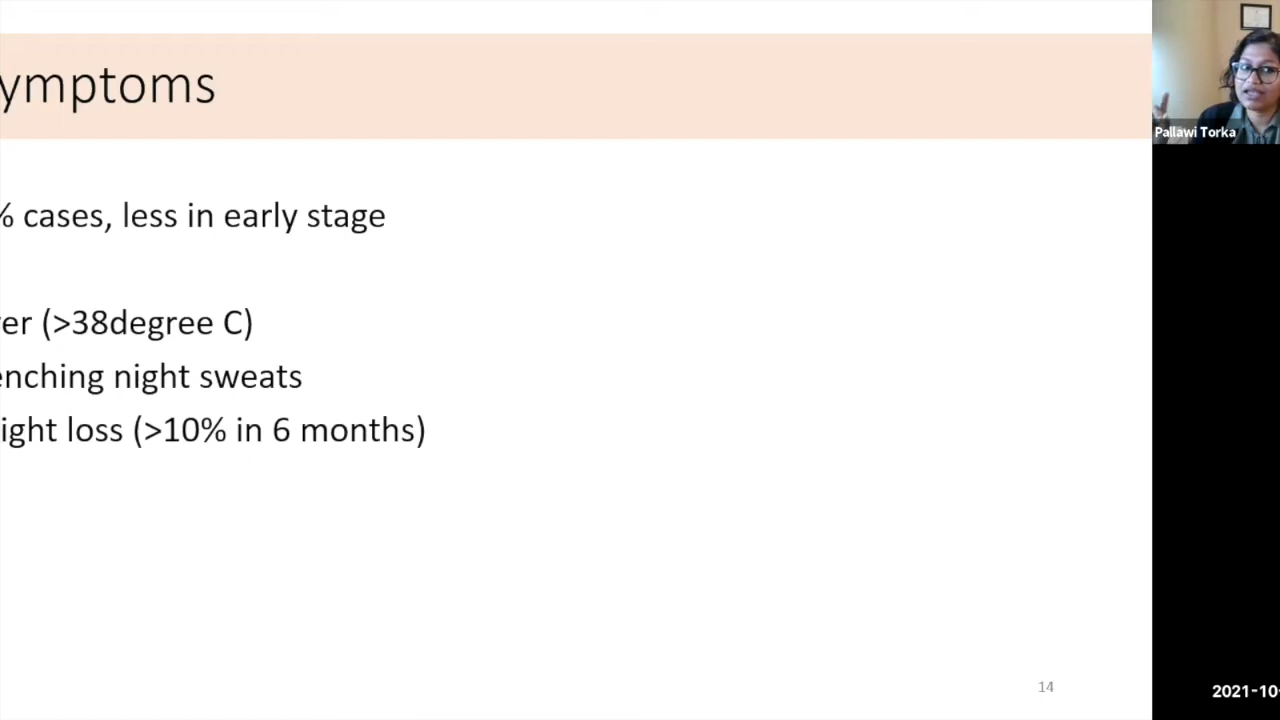 ymptoms
% cases, less in early stage
er (>38degree C)
enching night sweats
ight loss (>10% in 6 months)
14
Pallawi Torka
2021-10